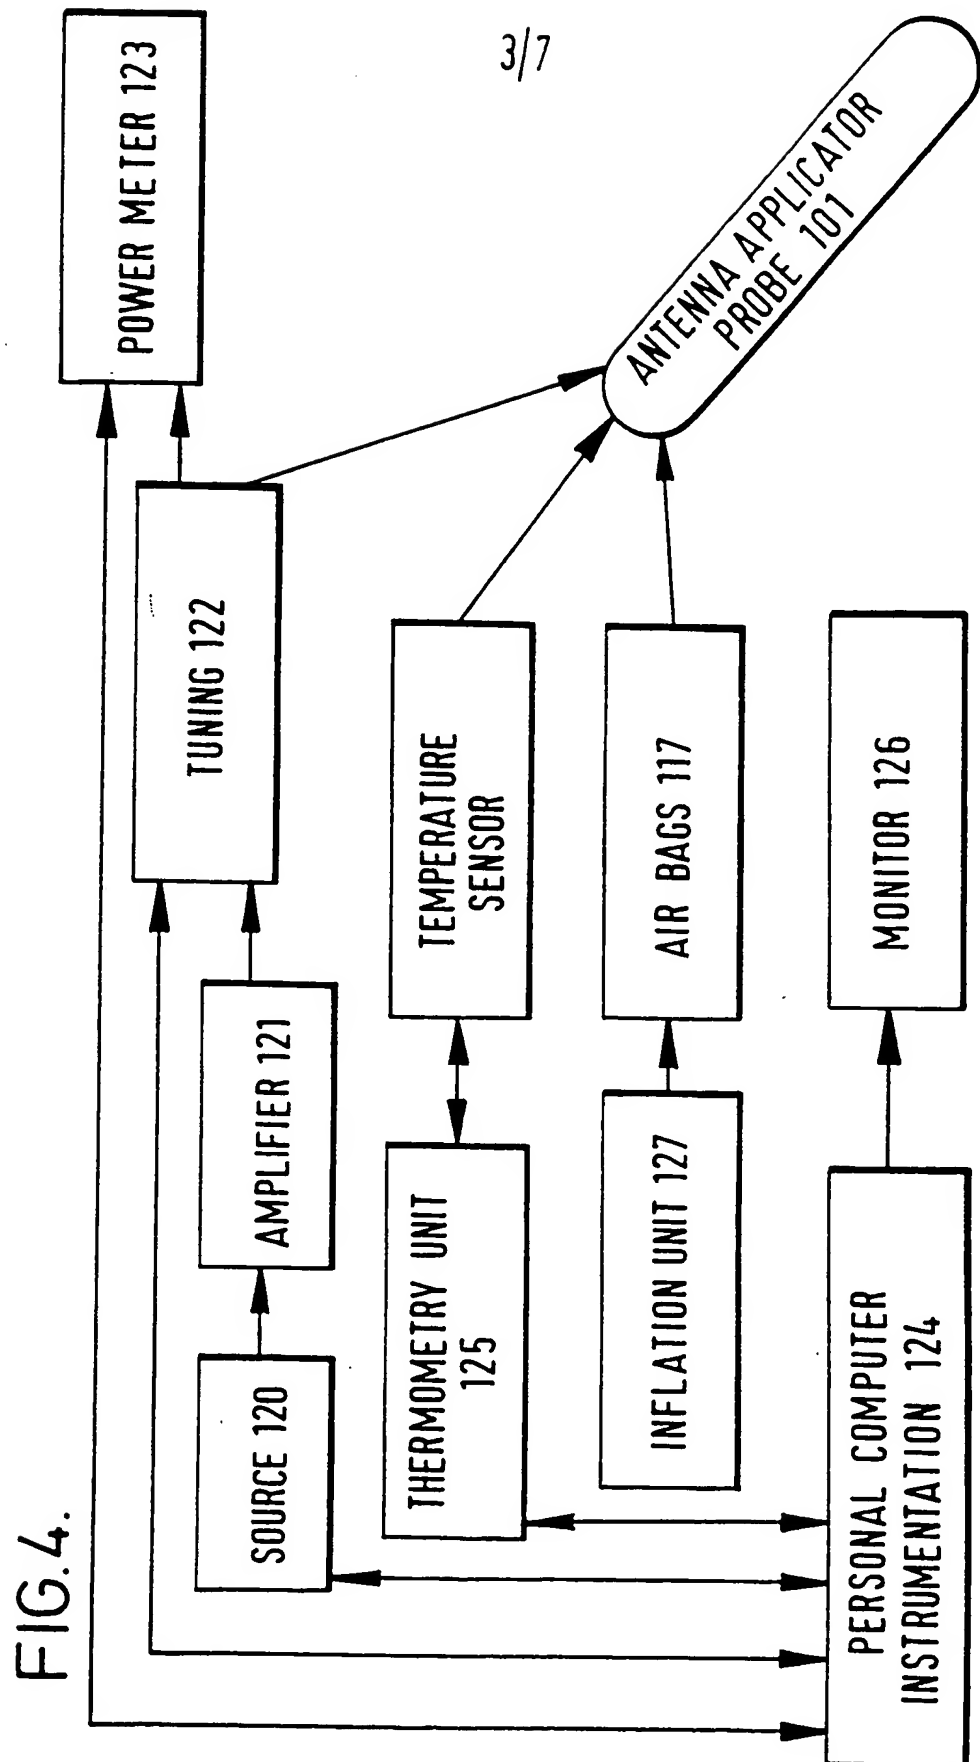 3/7
FIG. 4.
SOURCE 120
AMPLIFIER 121
TUNING 122
POWER METER 123
THERMOMETRY UNIT
125
TEMPERATURE
SENSOR
INFLATION UNIT 127
AIR BAGS 117
ANTENNA APPLICATOR
PROBE 101
PERSONAL COMPUTER
INSTRUMENTATION 124
MONITOR 126